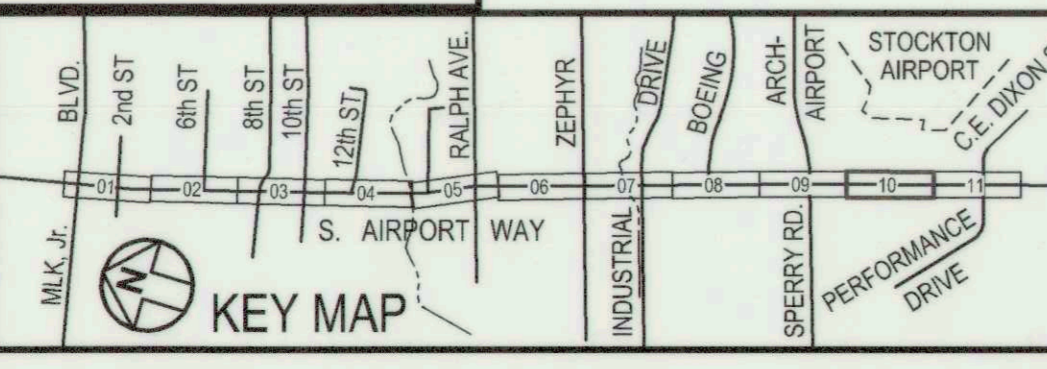 MLK, Jr. BLVD.
2nd ST
6th ST
8th ST
10th ST
12th ST
RALPH AVE.
ZEPHYR
INDUSTRIAL DRIVE
BOEING
ARCH-
AIRPORT
SPERRY RD.
STOCKTON
AIRPORT
C.E. DIXON
PERFORMANCE
DRIVE
01 02 03 04 05 06 07 08 09 10 11
S. AIRPORT WAY
N
KEY MAP